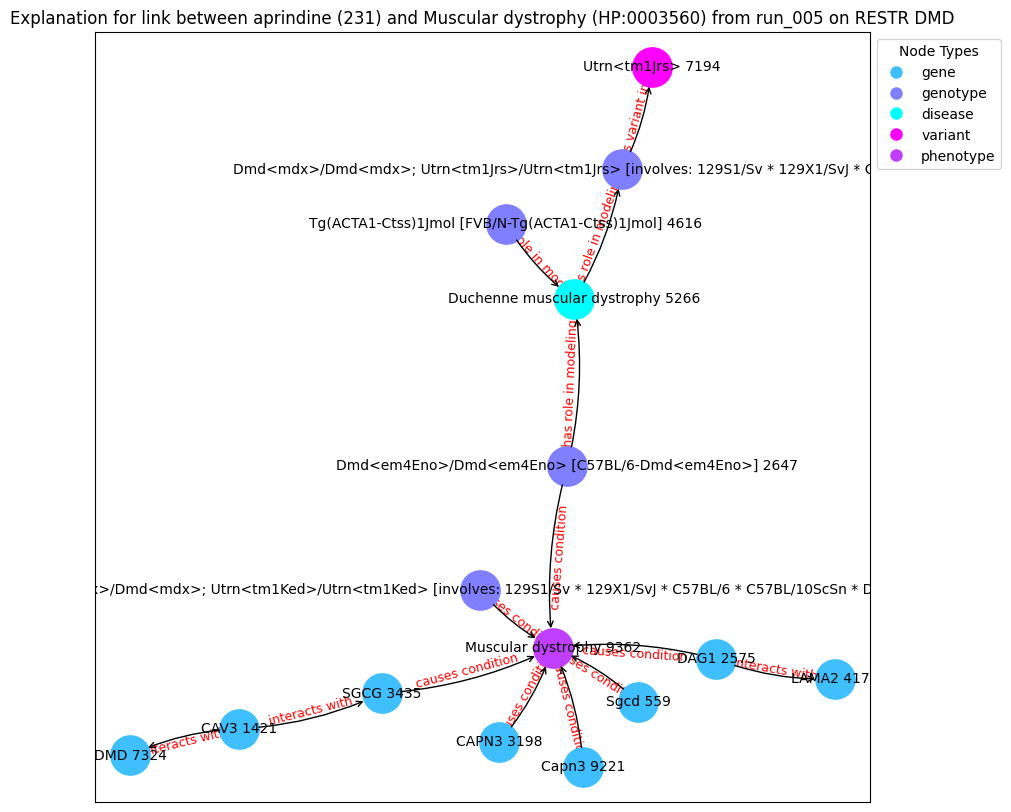 Explanation for link between aprindine (231) and Muscular dystrophy (HP:0003560) from run_005 on RESTR DMD
Node Types
gene
genotype
disease
variant
phenotype
Utrn<tm1Jrs> 7194
is variant in
Dmd<mdx>/Dmd<mdx>; Utrn<tm1Jrs>/Utrn<tm1Jrs> [involves: 129S1/Sv * 129X1/SvJ *
has role in modeling
Tg(ACTA1-Ctss)1Jmol [FVB/N-Tg(ACTA1-Ctss)1Jmol] 4616
role in
Duchenne muscular dystrophy 5266
has role in modeling
Dmd<em4Eno>/Dmd<em4Eno> [C57BL/6-Dmd<em4Eno>] 2647
causes condition
x>/Dmd<mdx>; Utrn<tm1Ked>/Utrn<tm1Ked> [involves: 129S1/Sv * 129X1/SvJ * C57BL/6 * C57BL/10ScSn * D
causes condition
Muscular dystrophy 9362
causes condition
DAG1 2575
interacts with
LAMA2 417
causes condition
SGCG 3435
causes condition
Sgcd 559
interacts with
CAV3 1421
causes condition
CAPN3 3198
causes condition
interacts with
DMD 7324
Capn3 9221